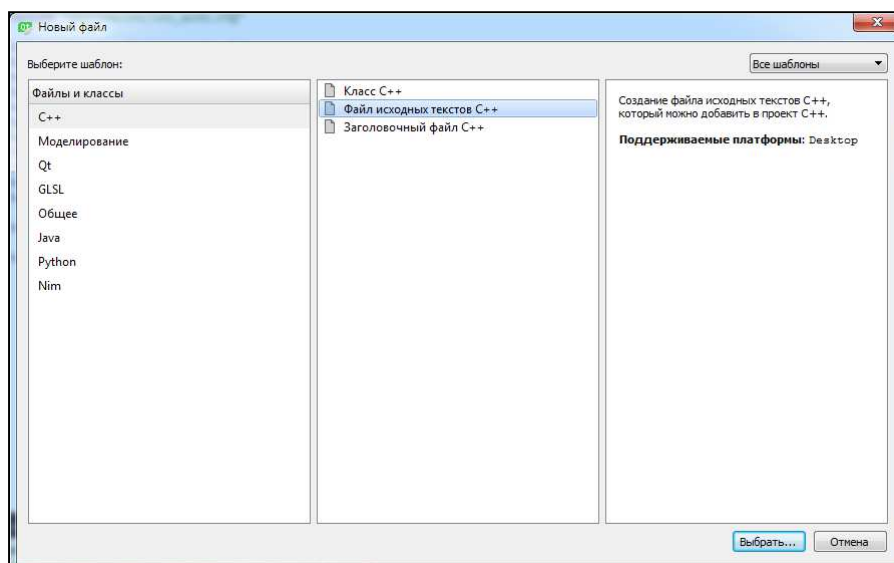 Новый файл
Выберите шаблон:
Все шаблоны
Файлы и классы
C++
Моделирование
Qt
GLSL
Общее
Java
Python
Nim
Класс C++
Файл исходных текстов C++
Заголовочный файл C++
Создание файла исходных текстов C++,
который можно добавить в проект C++.
Поддерживаемые платформы: Desktop
Выбрать...
Отмена